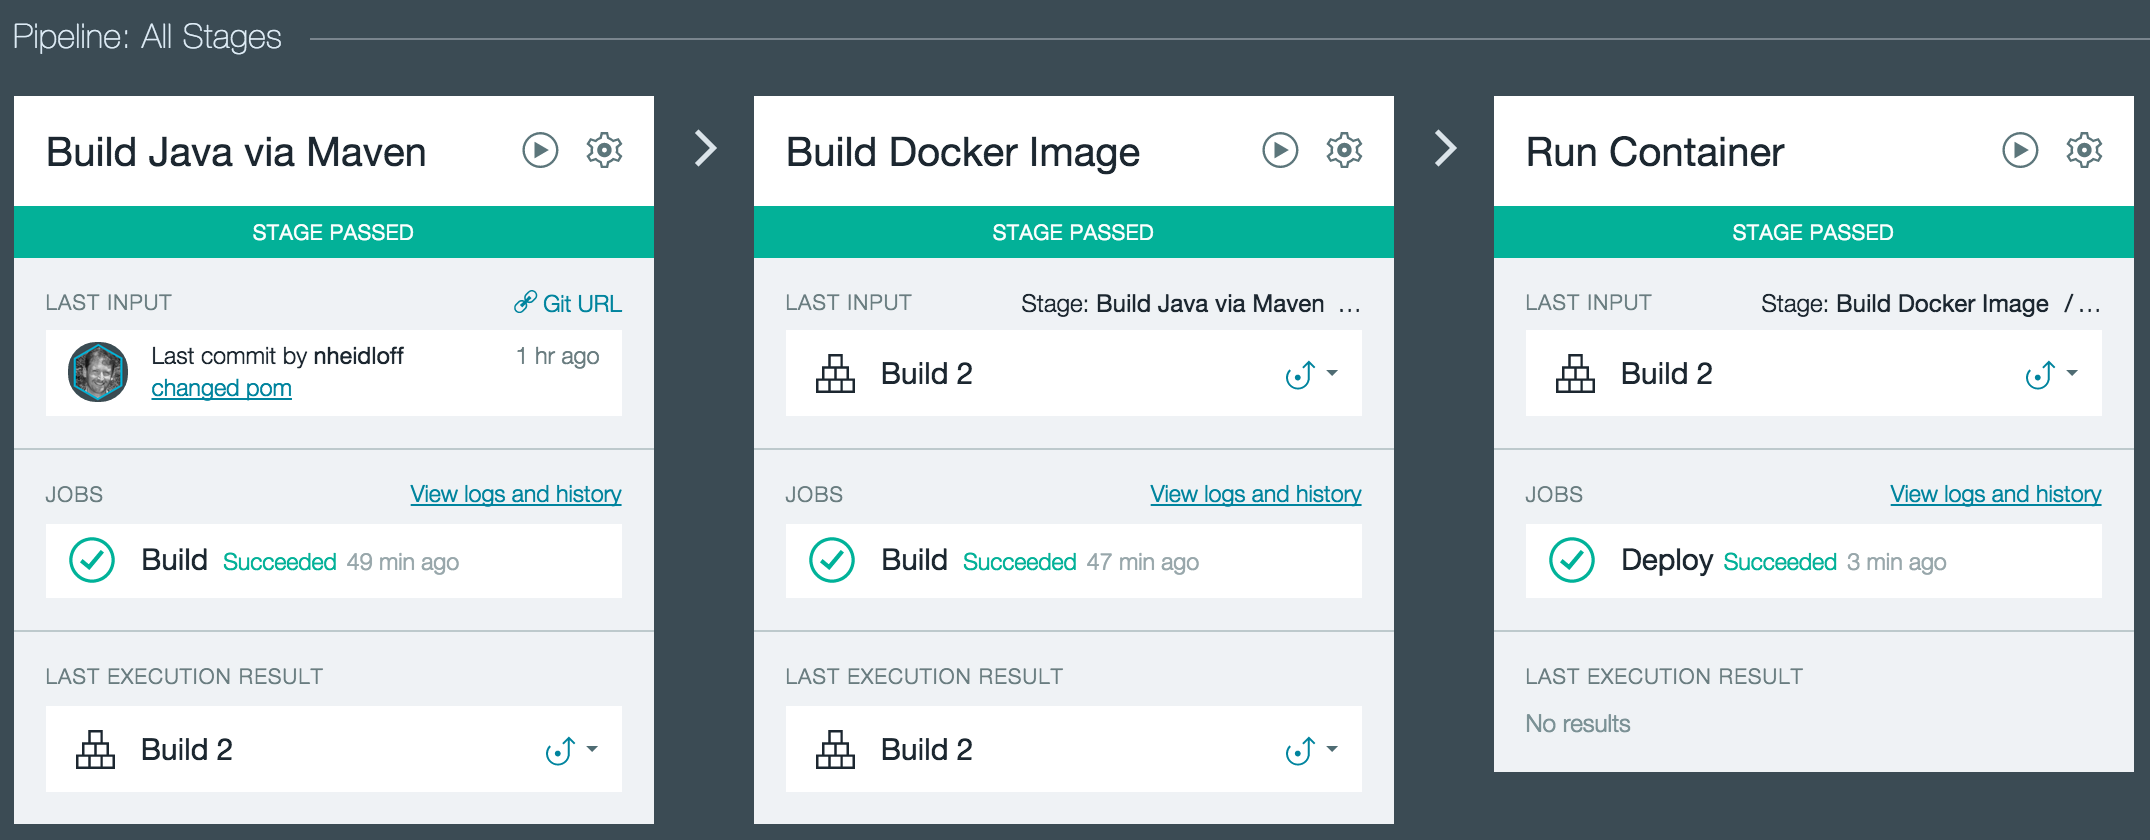 Pipeline: All Stages
Build Java via Maven
STAGE PASSED
LAST INPUT
Git URL
Last commit by nheidloff
1 hr ago
changed pom
JOBS
View logs and history
Build Succeeded 49 min ago
LAST EXECUTION RESULT
Build 2
Build Docker Image
STAGE PASSED
LAST INPUT
Stage: Build Java via Maven ...
Build 2
JOBS
View logs and history
Build Succeeded 47 min ago
LAST EXECUTION RESULT
Build 2
Run Container
STAGE PASSED
LAST INPUT
Stage: Build Docker Image / ...
Build 2
JOBS
View logs and history
Deploy Succeeded 3 min ago
LAST EXECUTION RESULT
No results